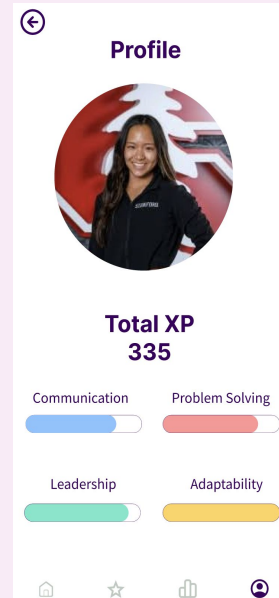 Profile
Total XP
335
Communication
Problem Solving
Leadership
Adaptability